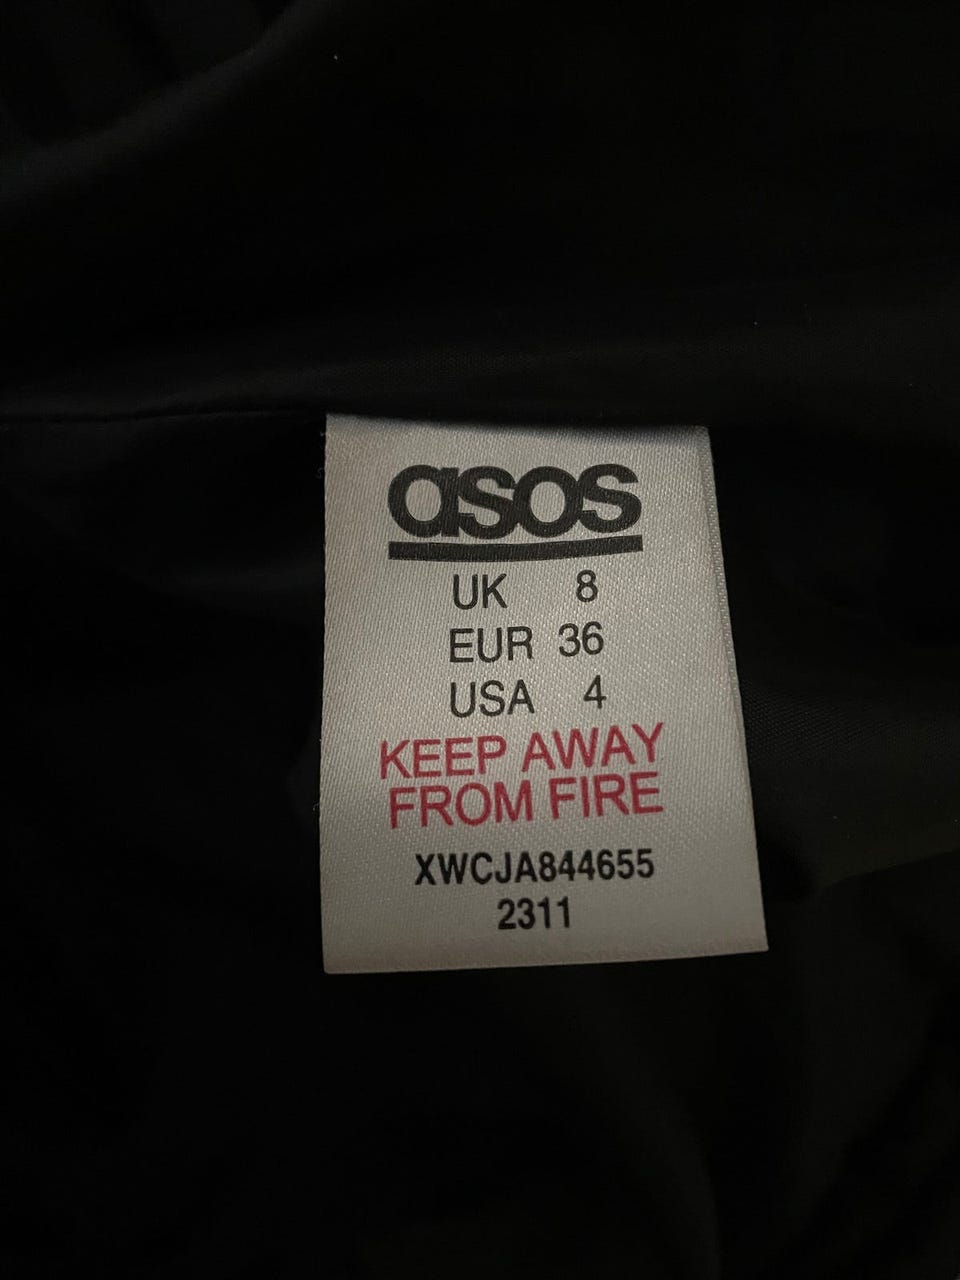 asos
UK 8
EUR 36
USA 4
KEEP AWAY
FROM FIRE
XWCJA844655
2311